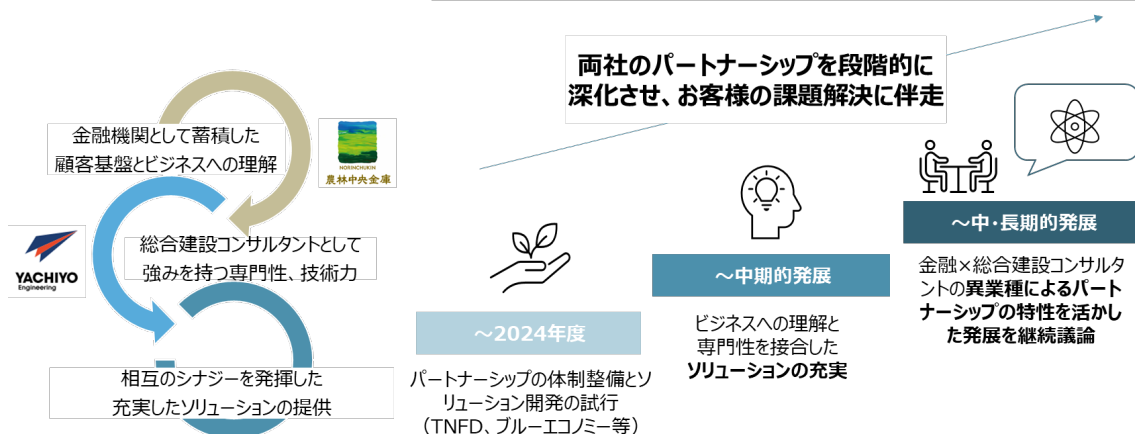 両社のパートナーシップを段階的に
深化させ、お客様の課題解決に伴走
金融機関として蓄積した
顧客基盤とビジネスへの理解
NORINCHUKIN
農林中央金庫
YACHIYO
Engineering
総合建設コンサルタントとして
強みを持つ専門性、技術力
相互のシナジーを発揮した
充実したソリューションの提供
～2024年度
パートナーシップの体制整備とソ
リューション開発の試行
（TNFD、ブルーエコノミー等）
～中期的発展
ビジネスへの理解と
専門性を接合した
ソリューションの充実
～中・長期的発展
金融×総合建設コンサルタ
ントの異業種によるパート
ナーシップの特性を活かし
た発展を継続議論